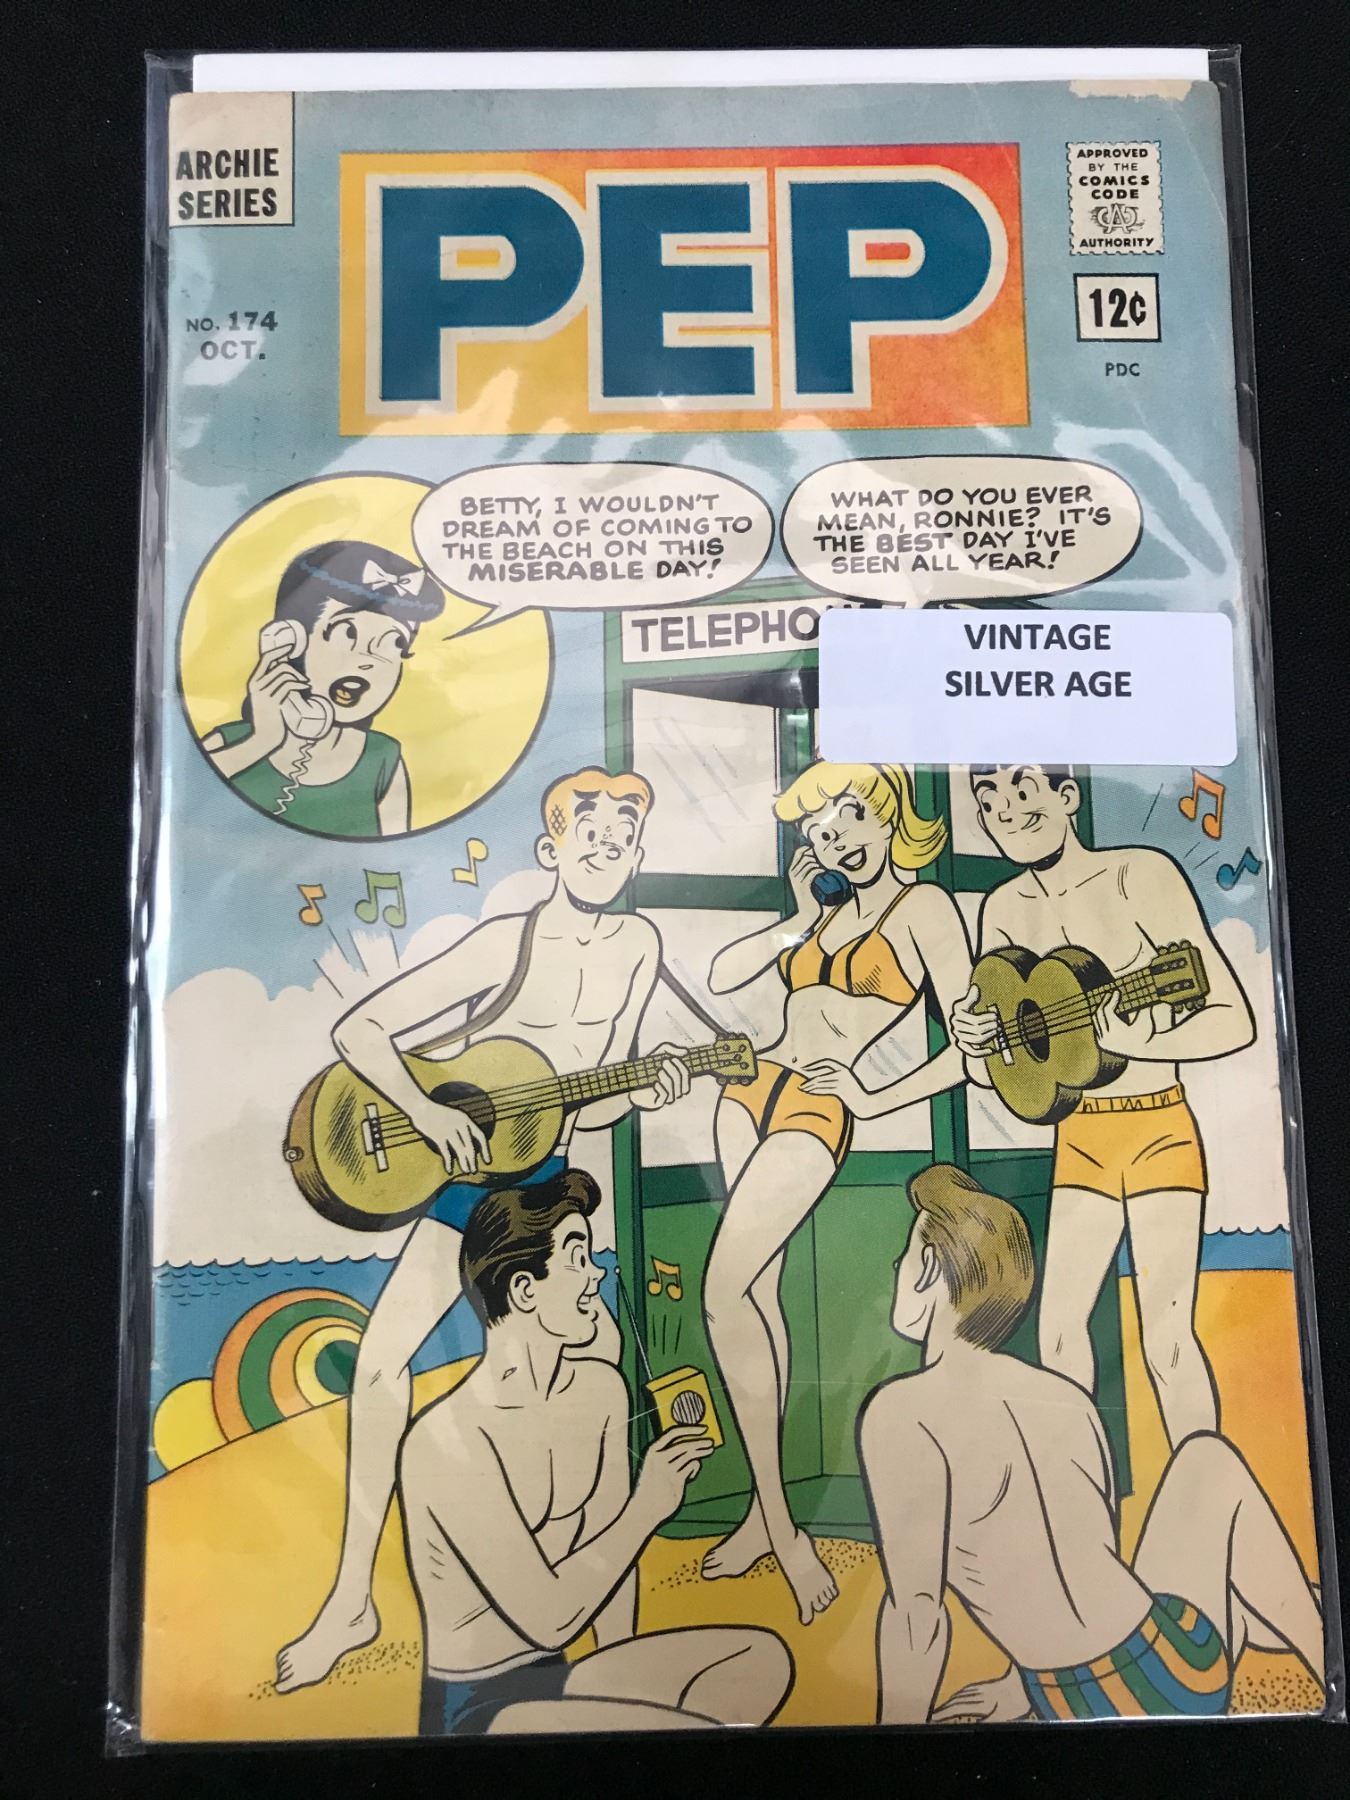 ARCHIE
SERIES
PEP
APPROVED
BY THE
COMICS
CODE
CA
AUTHORITY
NO. 174
OCT.
12¢
PDC
BETTY, I WOULDN'T
DREAM OF COMING TO
THE BEACH ON THIS
MISERABLE DAY!
WHAT DO YOU EVER
MEAN, RONNIE? IT'S
THE BEST DAY I'VE
SEEN ALL YEAR!
VINTAGE
SILVER AGE